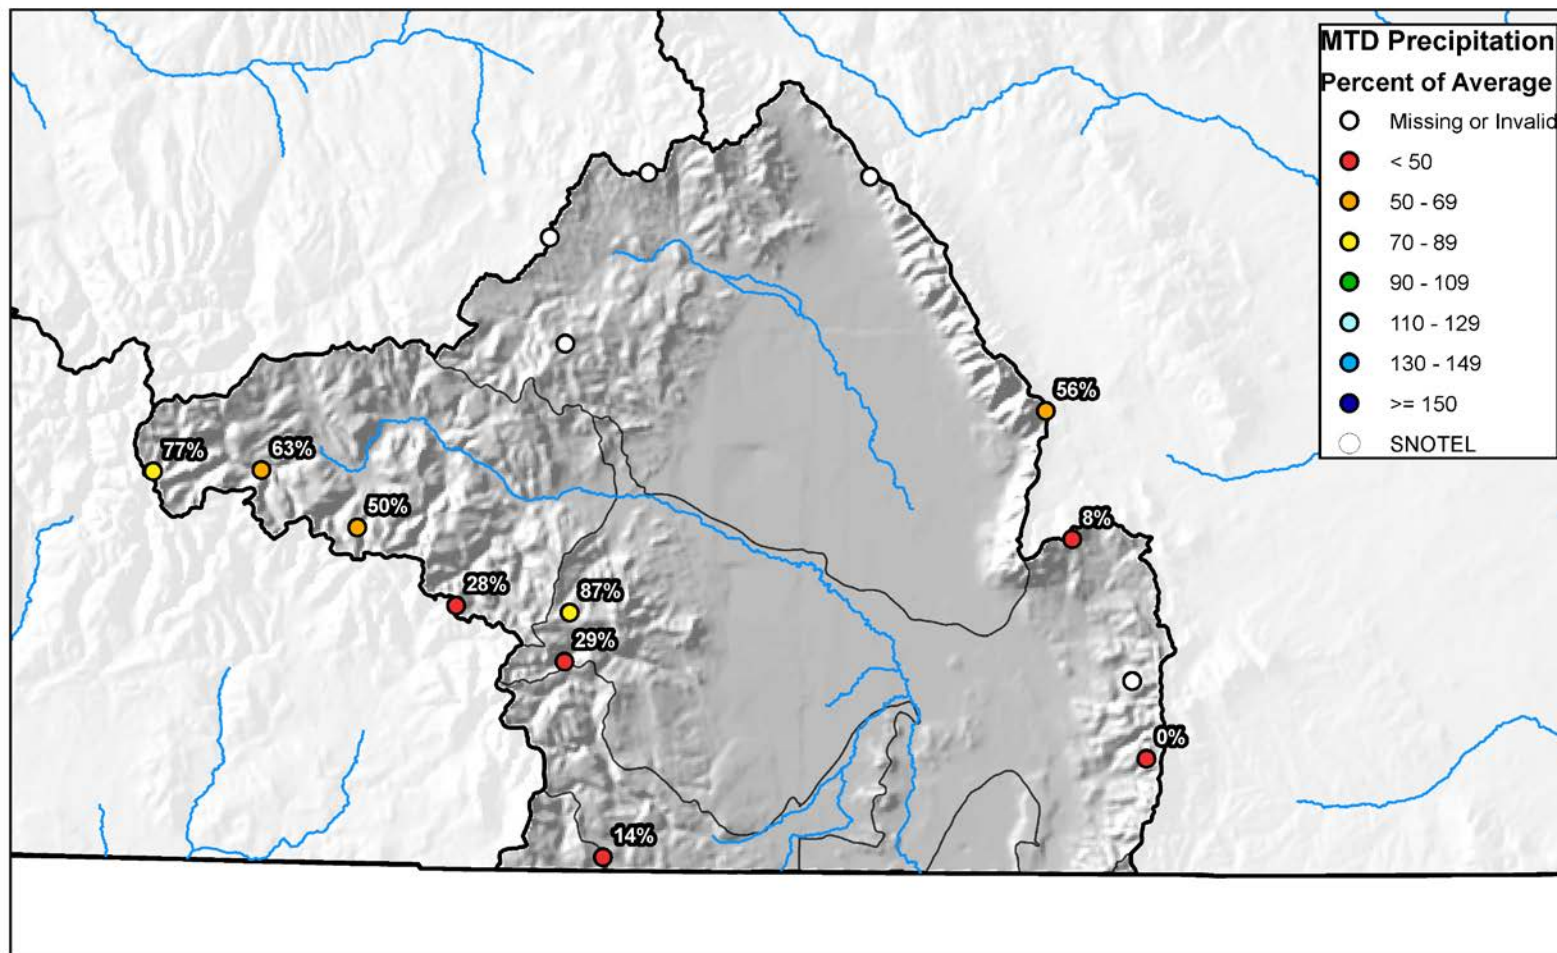 MTD Precipitation
Percent of Average
Missing or Invalid
< 50
50 - 69
70 - 89
90 - 109
110 - 129
130 - 149
>= 150
SNOTEL
56%
77%
63%
50%
8%
28%
87%
29%
0%
14%